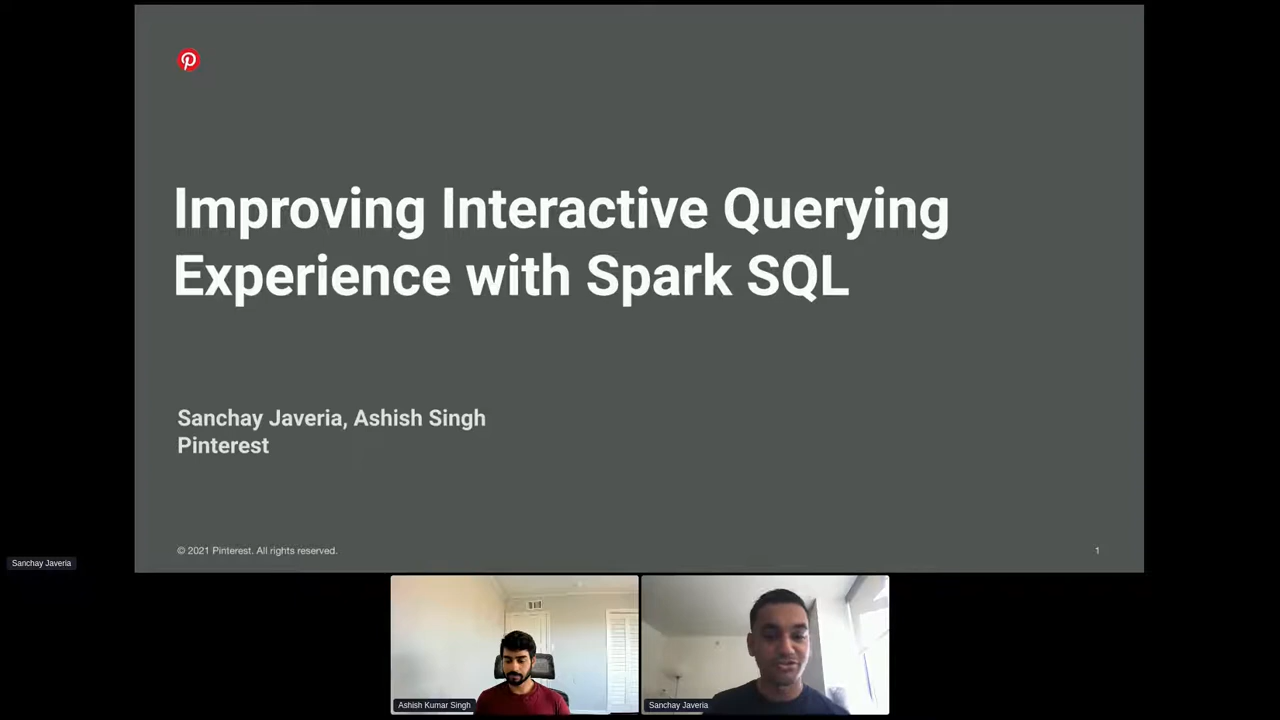 Improving Interactive Querying
Experience with Spark SQL
Sanchay Javeria, Ashish Singh
Pinterest
© 2021 Pinterest. All rights reserved.
1
Sanchay Javeria
Ashish Kumar Singh
Sanchay Javeria